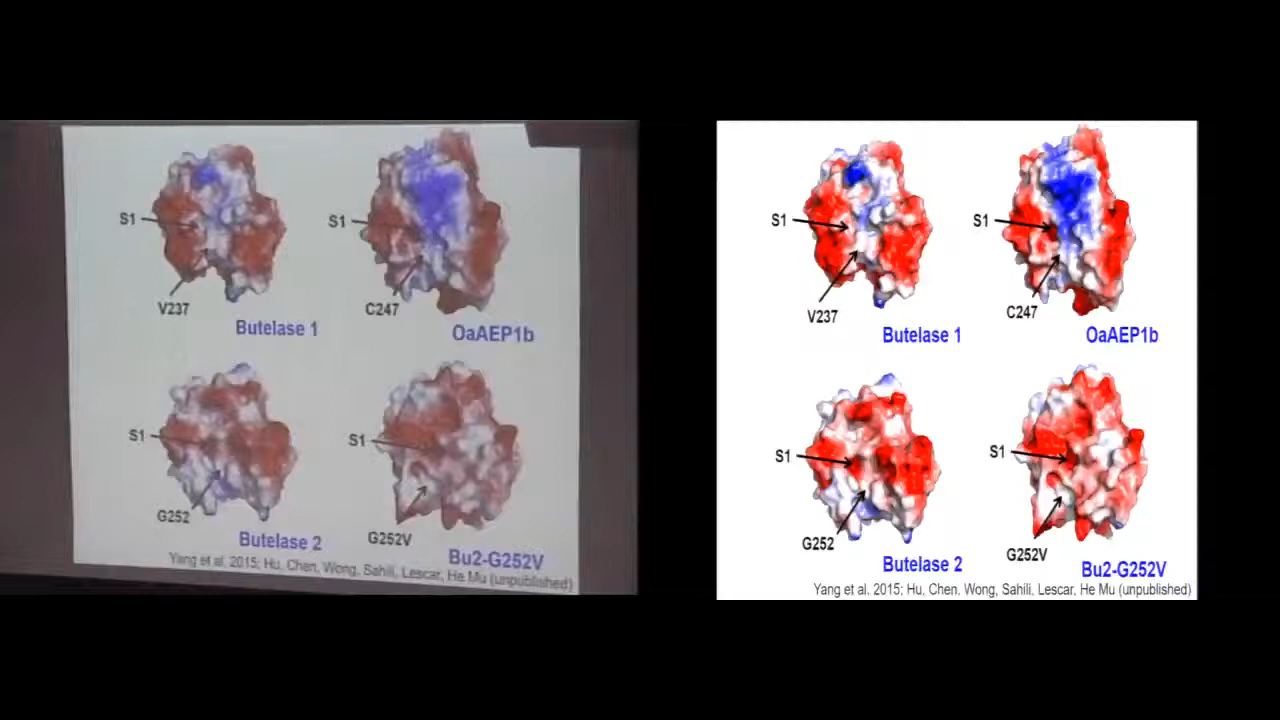 S1
S1
V237
C247
Butelase 1
OaAEP1b
S1
S1
G252
G252V
Butelase 2
Bu2-G252V
Yang et al. 2015; Hu, Chen, Wong, Sahili, Lescar, He Mu (unpublished)
S1
S1
V237
C247
Butelase 1
OaAEP1b
S1
S1
G252
G252V
Butelase 2
Bu2-G252V
Yang et al. 2015; Hu, Chen, Wong, Sahili, Lescar, He Mu (unpublished)